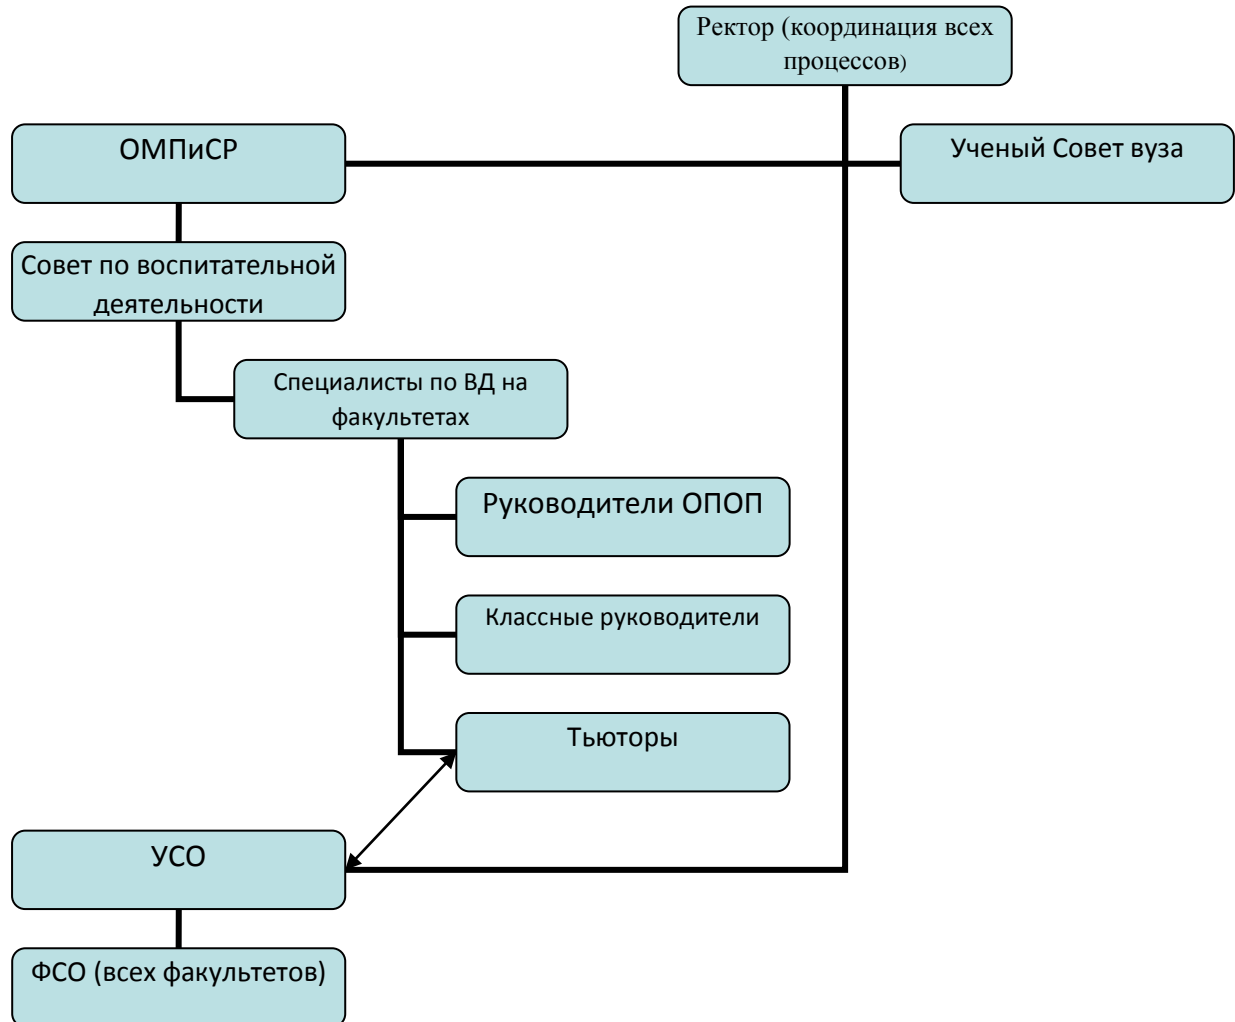 Ректор (координация всех
процессов)
ОМПиСР
Ученый Совет вуза
Совет по воспитательной
деятельности
Специалисты по ВД на
факультетах
Руководители ОПОП
Классные руководители
Тьюторы
УСО
ФСО (всех факультетов)